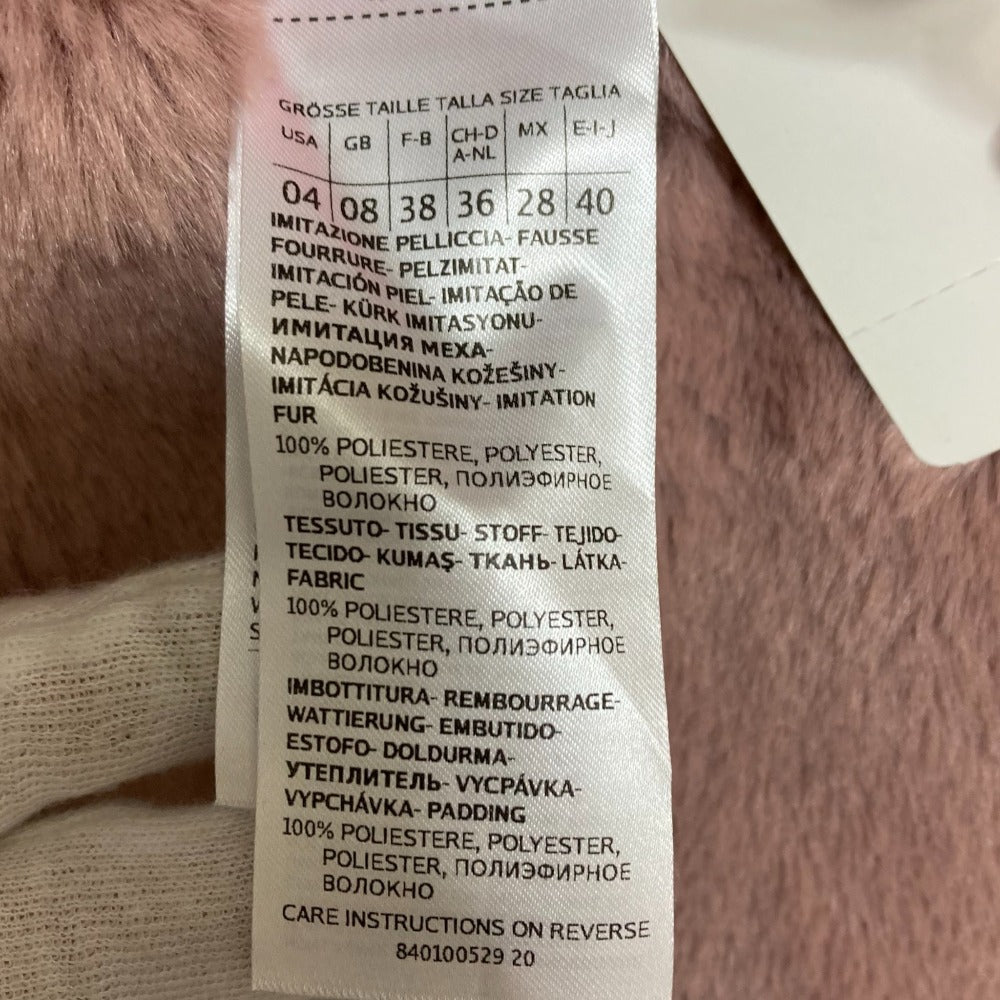 GRÖSSE TAILLE TALLA SIZE TAGLIA
USA GB F-B CH-D A-NL MX E-I-J
04 08 38 36 28 40
IMITAZIONE PELLICCIA- FAUSSE
FOURRURE- PELZIMITAT-
IMITACIÓN PIEL- IMITAÇÃO DE
PELE- KÜRK IMITASYONU-
ИМИТАЦИЯ МЕХА-
NAPODOBENINA KOŽEŠINY-
IMITÁCIA KOŽUŠINY- IMITATION
FUR
100% POLIESTERE, POLYESTER,
POLIESTER, ПОЛИЭФИРНОЕ
ВОЛОКНО
TESSUTO- TISSU- STOFF- TEJIDO-
TECIDO- KUMAŞ- ТКАНЬ- LÁTKA-
FABRIC
100% POLIESTERE, POLYESTER,
POLIESTER, ПОЛИЭФИРНОЕ
ВОЛОКНО
IMBOTTITURA- REMBOURRAGE-
WATTIERUNG- EMBUTIDO-
ESTOFO- DOLDURMA-
УТЕПЛИТЕЛЬ- VYCPÁVKA-
VYPCHÁVKA- PADDING
100% POLIESTERE, POLYESTER,
POLIESTER, ПОЛИЭФИРНОЕ
ВОЛОКНО
CARE INSTRUCTIONS ON REVERSE
840100529 20